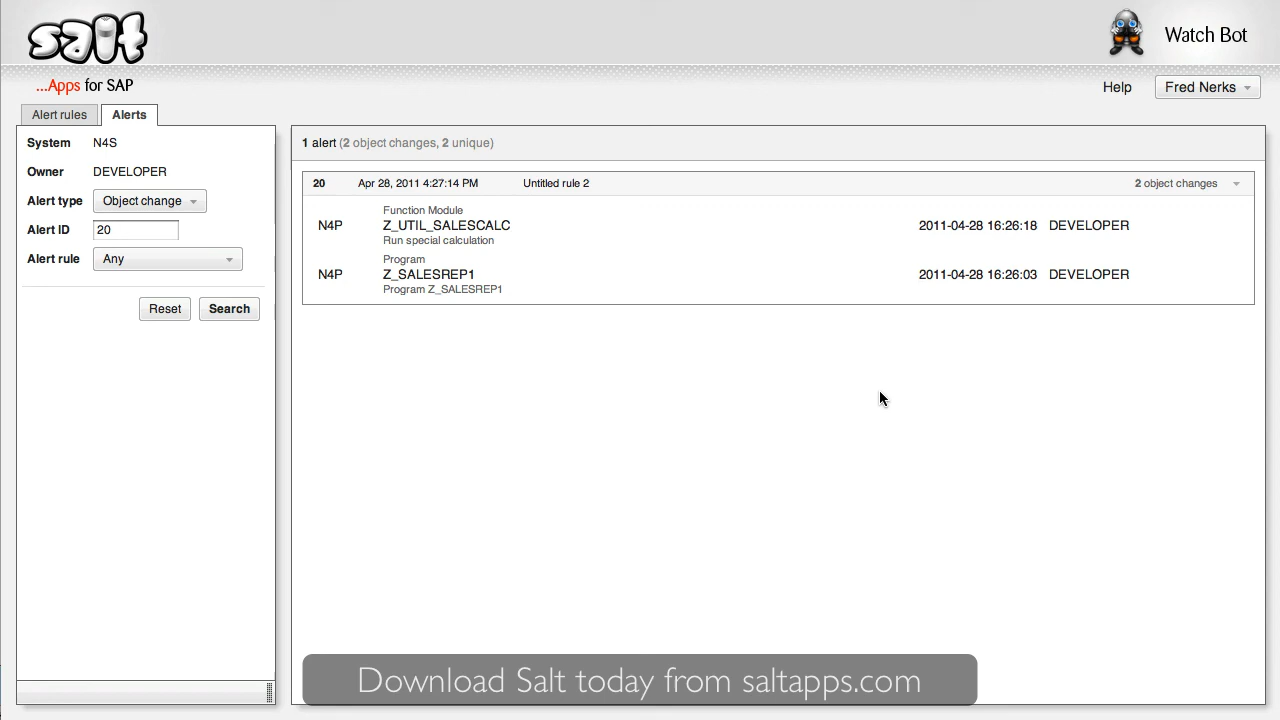 salt
Watch Bot
...Apps for SAP
Help
Fred Nerks
Alert rules
Alerts
System N4S
Owner DEVELOPER
Alert type Object change
Alert ID 20
Alert rule Any
Reset Search
1 alert (2 object changes, 2 unique)
20 Apr 28, 2011 4:27:14 PM Untitled rule 2 2 object changes
Function Module
N4P Z_UTIL_SALESCALC 2011-04-28 16:26:18 DEVELOPER
Run special calculation
Program
N4P Z_SALESREP1 2011-04-28 16:26:03 DEVELOPER
Program Z_SALESREP1
Download Salt today from saltapps.com